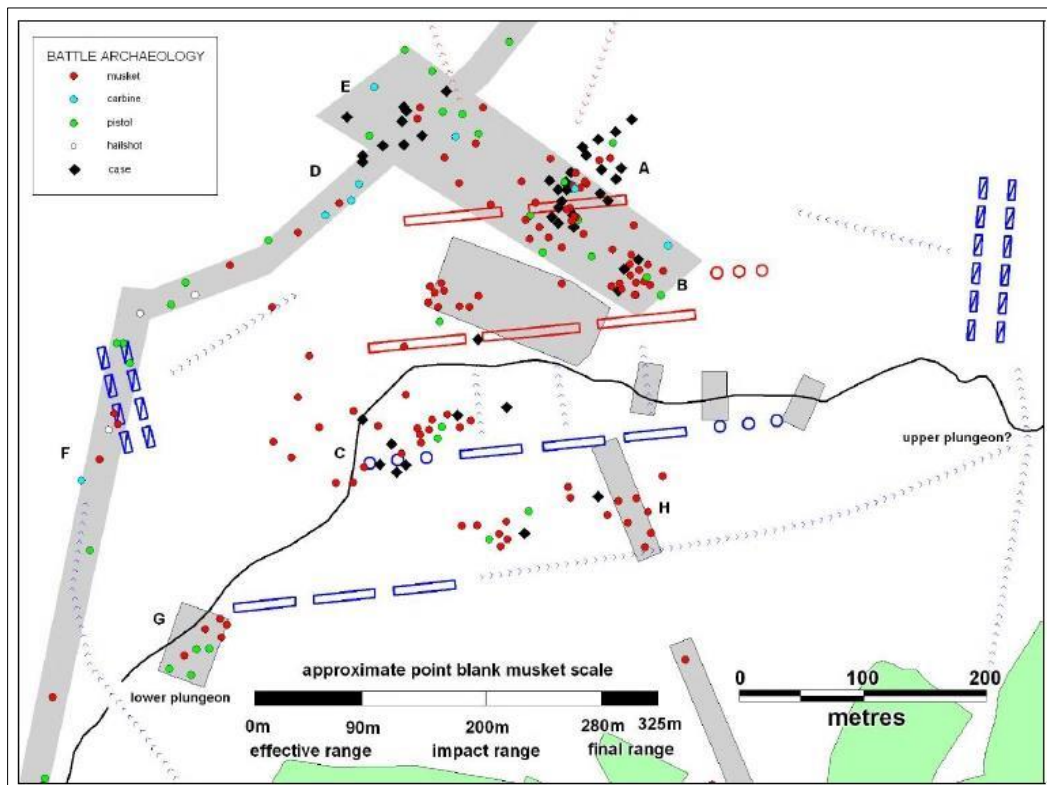 BATTLE ARCHAEOLOGY
musket
carbine
pistol
hailshot
case
E
D
A
B
C
F
upper plungeon?
H
G
lower plungeon
approximate point blank musket scale
0m 90m 200m 280m 325m
effective range impact range final range
0 100 200
metres